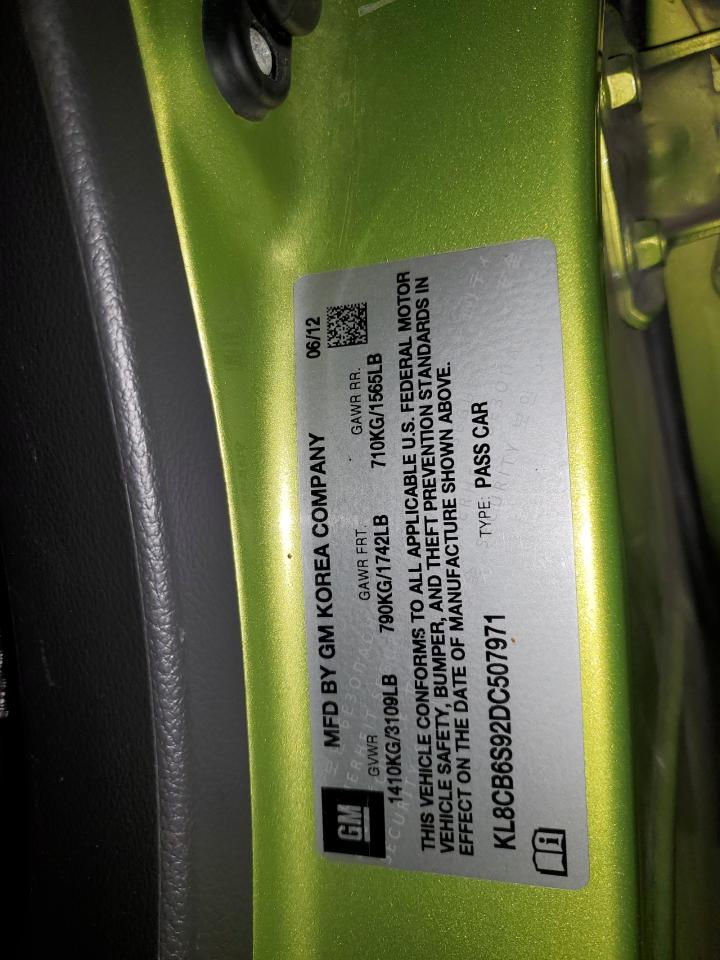 GM
MFD BY GM KOREA COMPANY 06/12
GVWR GAWR FRT. GAWR RR.
1410KG/3109LB 790KG/1742LB 710KG/1565LB
THIS VEHICLE CONFORMS TO ALL APPLICABLE U.S. FEDERAL MOTOR
VEHICLE SAFETY, BUMPER, AND THEFT PREVENTION STANDARDS IN
EFFECT ON THE DATE OF MANUFACTURE SHOWN ABOVE.
KL8CB6S92DC507971 TYPE: PASS CAR